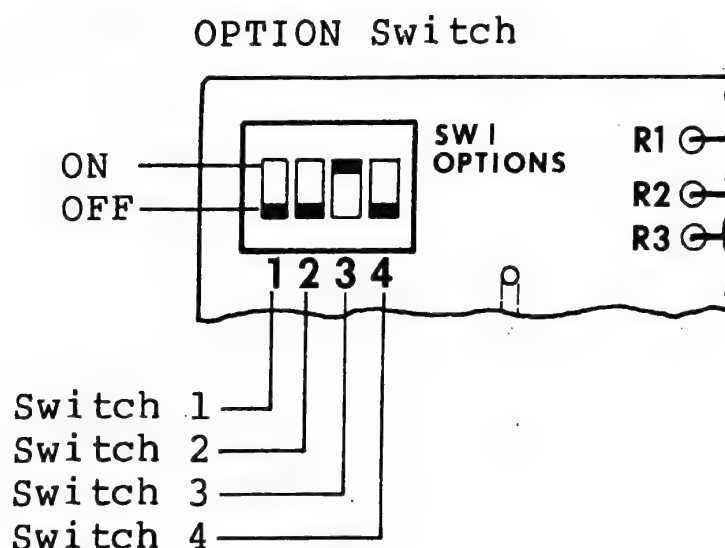 OPTION Switch
SW1
OPTIONS
R1
R2
R3
ON
OFF
1 2 3 4
Switch 1
Switch 2
Switch 3
Switch 4